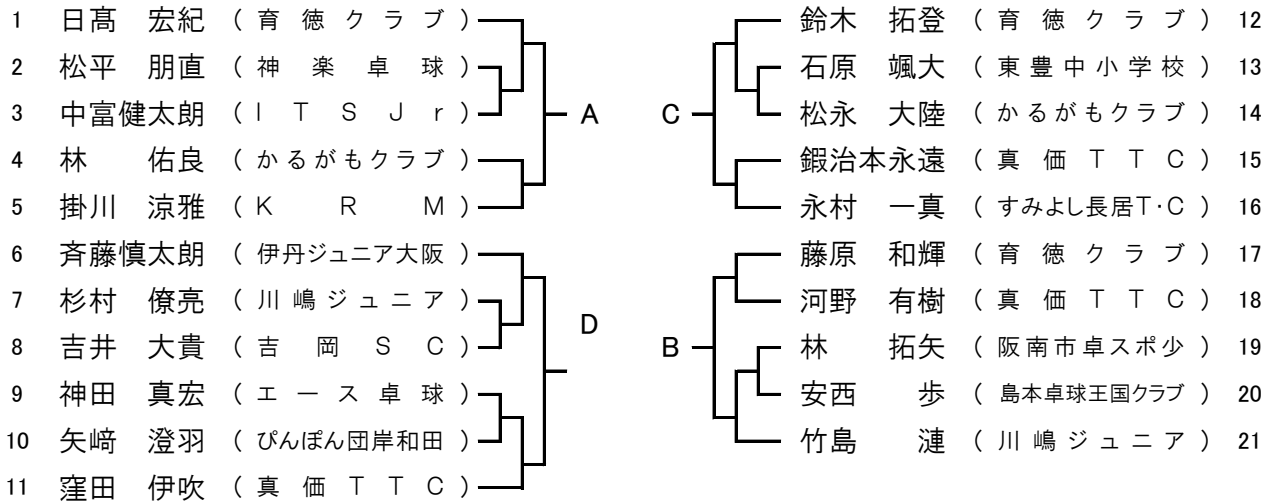 1 日髙 宏紀 (育徳クラブ)
2 松平 朋直 (神楽卓球)
3 中富健太朗 (ITSJr)
A
4 林 佑良 (かるがもクラブ)
5 掛川 涼雅 (KRM)
6 斉藤慎太朗 (伊丹ジュニア大阪)
7 杉村 僚亮 (川嶋ジュニア)
D
8 吉井 大貴 (吉岡SC)
9 神田 真宏 (エース卓球)
10 矢﨑 澄羽 (ぴんぽん団岸和田)
11 窪田 伊吹 (真価TTC)
鈴木 拓登 (育徳クラブ) 12
石原 颯大 (東豊中小学校) 13
C
松永 大陸 (かるがもクラブ) 14
鍜治本永遠 (真価TTC) 15
永村 一真 (すみよし長居T・C) 16
藤原 和輝 (育徳クラブ) 17
河野 有樹 (真価TTC) 18
B
林 拓矢 (阪南市卓スポ少) 19
安西 歩 (島本卓球王国クラブ) 20
竹島 漣 (川嶋ジュニア) 21